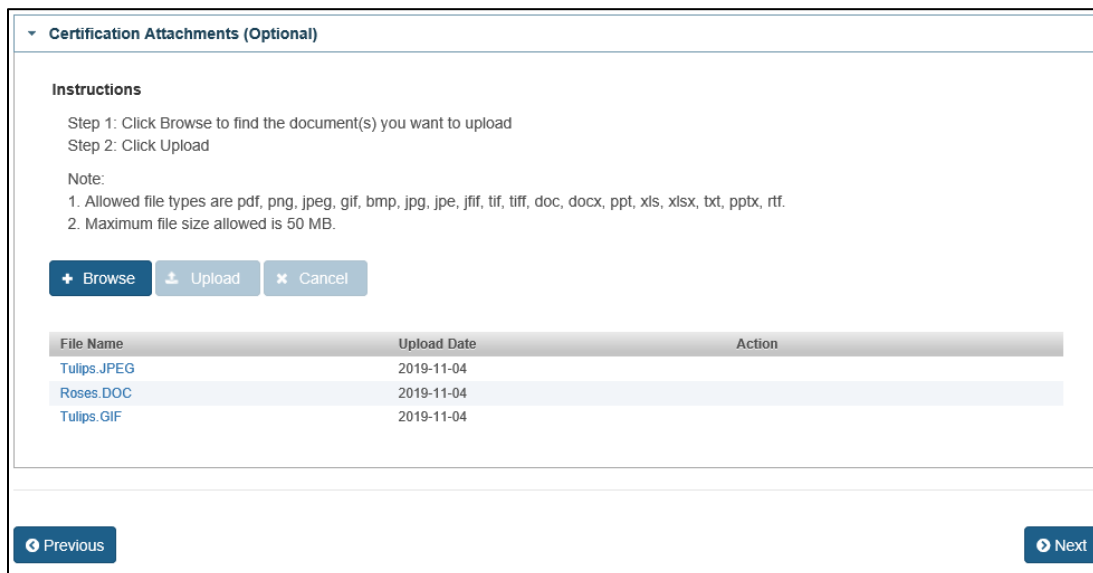 Certification Attachments (Optional)
Instructions
Step 1: Click Browse to find the document(s) you want to upload
Step 2: Click Upload
Note:
1. Allowed file types are pdf, png, jpeg, gif, bmp, jpg, jpe, jfif, tif, tiff, doc, docx, ppt, xls, xlsx, txt, pptx, rtf.
2. Maximum file size allowed is 50 MB.
Browse Upload Cancel
File Name Upload Date Action
Tulips.JPEG 2019-11-04
Roses.DOC 2019-11-04
Tulips.GIF 2019-11-04
Previous Next